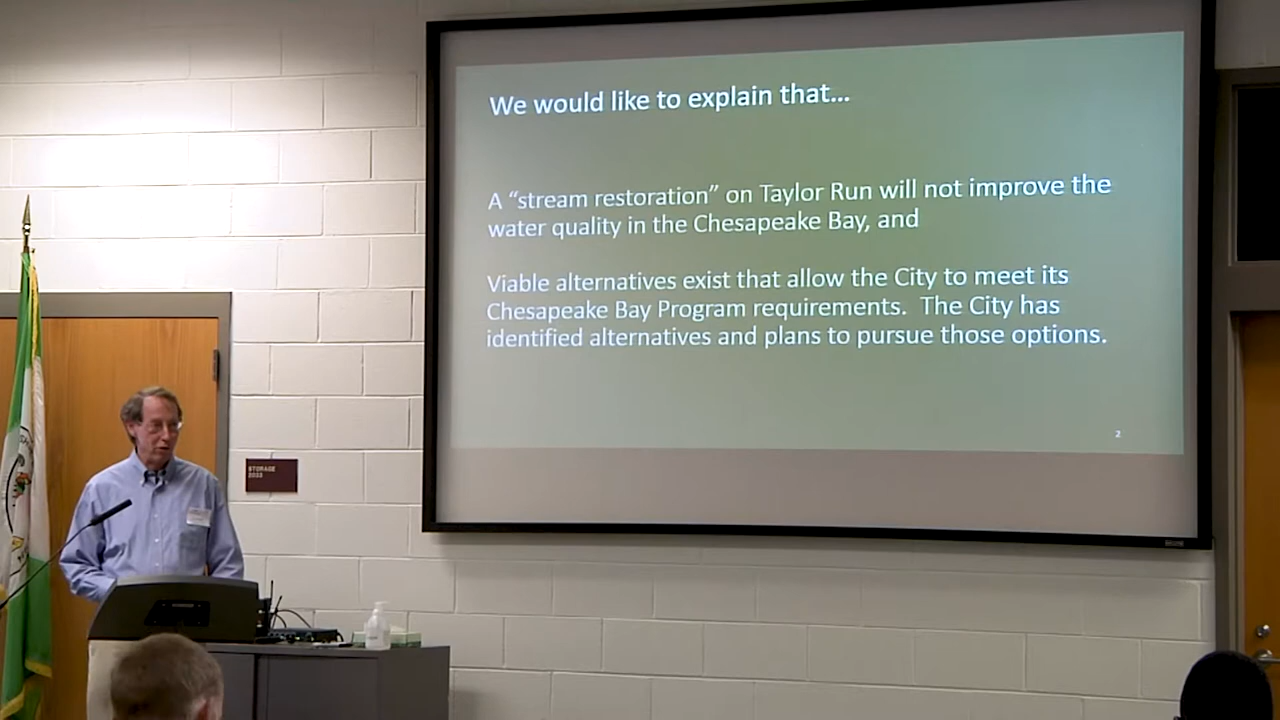 We would like to explain that...
A “stream restoration” on Taylor Run will not improve the
water quality in the Chesapeake Bay, and
Viable alternatives exist that allow the City to meet its
Chesapeake Bay Program requirements. The City has
identified alternatives and plans to pursue those options.
2
STORAGE
2003